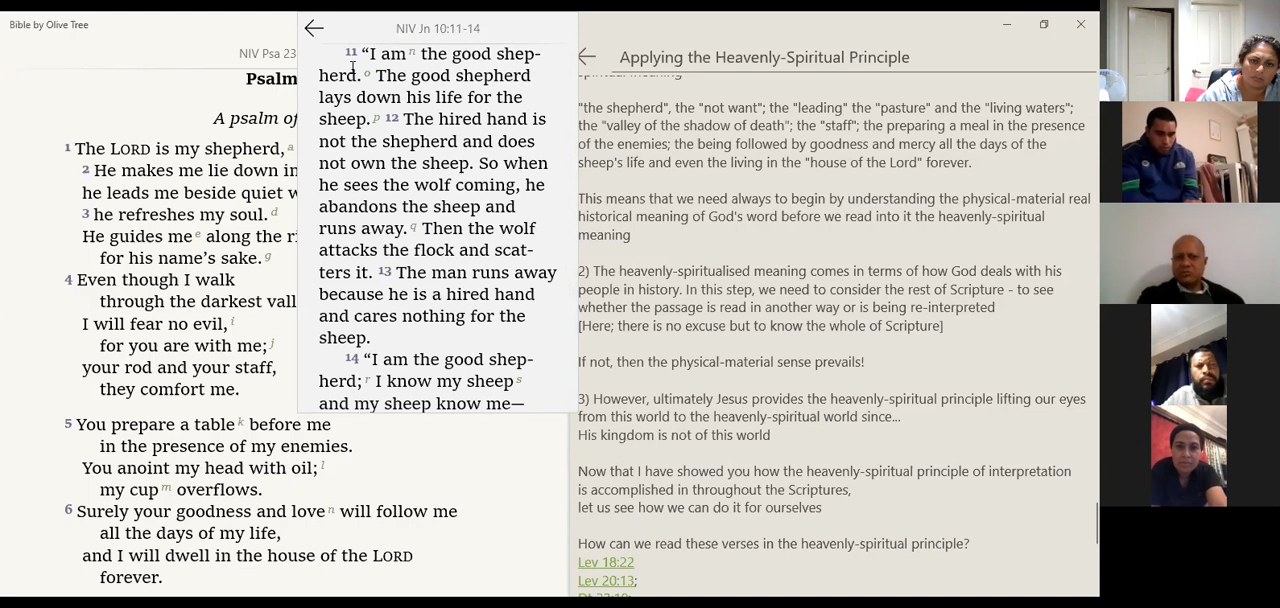 Bible by Olive Tree
NIV Psa 23
Psalm
A psalm of
1 The LORD is my shepherd, a
2 He makes me lie down in
he leads me beside quiet w
3 he refreshes my soul. d
He guides me e along the ri
for his name's sake. g
4 Even though I walk
through the darkest vall
I will fear no evil, i
for you are with me; j
your rod and your staff,
they comfort me.
5 You prepare a table k before me
in the presence of my enemies.
You anoint my head with oil; l
my cup m overflows.
6 Surely your goodness and love n will follow me
all the days of my life,
and I will dwell in the house of the LORD
forever.
NIV Jn 10:11-14
11 “I am n the good shep-
herd. o The good shepherd
lays down his life for the
sheep. p 12 The hired hand is
not the shepherd and does
not own the sheep. So when
he sees the wolf coming, he
abandons the sheep and
runs away. q Then the wolf
attacks the flock and scat-
ters it. 13 The man runs away
because he is a hired hand
and cares nothing for the
sheep.
14 “I am the good shep-
herd; r I know my sheep s
and my sheep know me—
Applying the Heavenly-Spiritual Principle
spiritual meaning
"the shepherd", the "not want"; the "leading" the "pasture" and the "living waters";
the "valley of the shadow of death"; the "staff"; the preparing a meal in the presence
of the enemies; the being followed by goodness and mercy all the days of the
sheep's life and even the living in the "house of the Lord" forever.
This means that we need always to begin by understanding the physical-material real
historical meaning of God's word before we read into it the heavenly-spiritual
meaning
2) The heavenly-spiritualised meaning comes in terms of how God deals with his
people in history. In this step, we need to consider the rest of Scripture - to see
whether the passage is read in another way or is being re-interpreted
[Here; there is no excuse but to know the whole of Scripture]
If not, then the physical-material sense prevails!
3) However, ultimately Jesus provides the heavenly-spiritual principle lifting our eyes
from this world to the heavenly-spiritual world since...
His kingdom is not of this world
Now that I have showed you how the heavenly-spiritual principle of interpretation
is accomplished in throughout the Scriptures,
let us see how we can do it for ourselves
How can we read these verses in the heavenly-spiritual principle?
Lev 18:22
Lev 20:13;